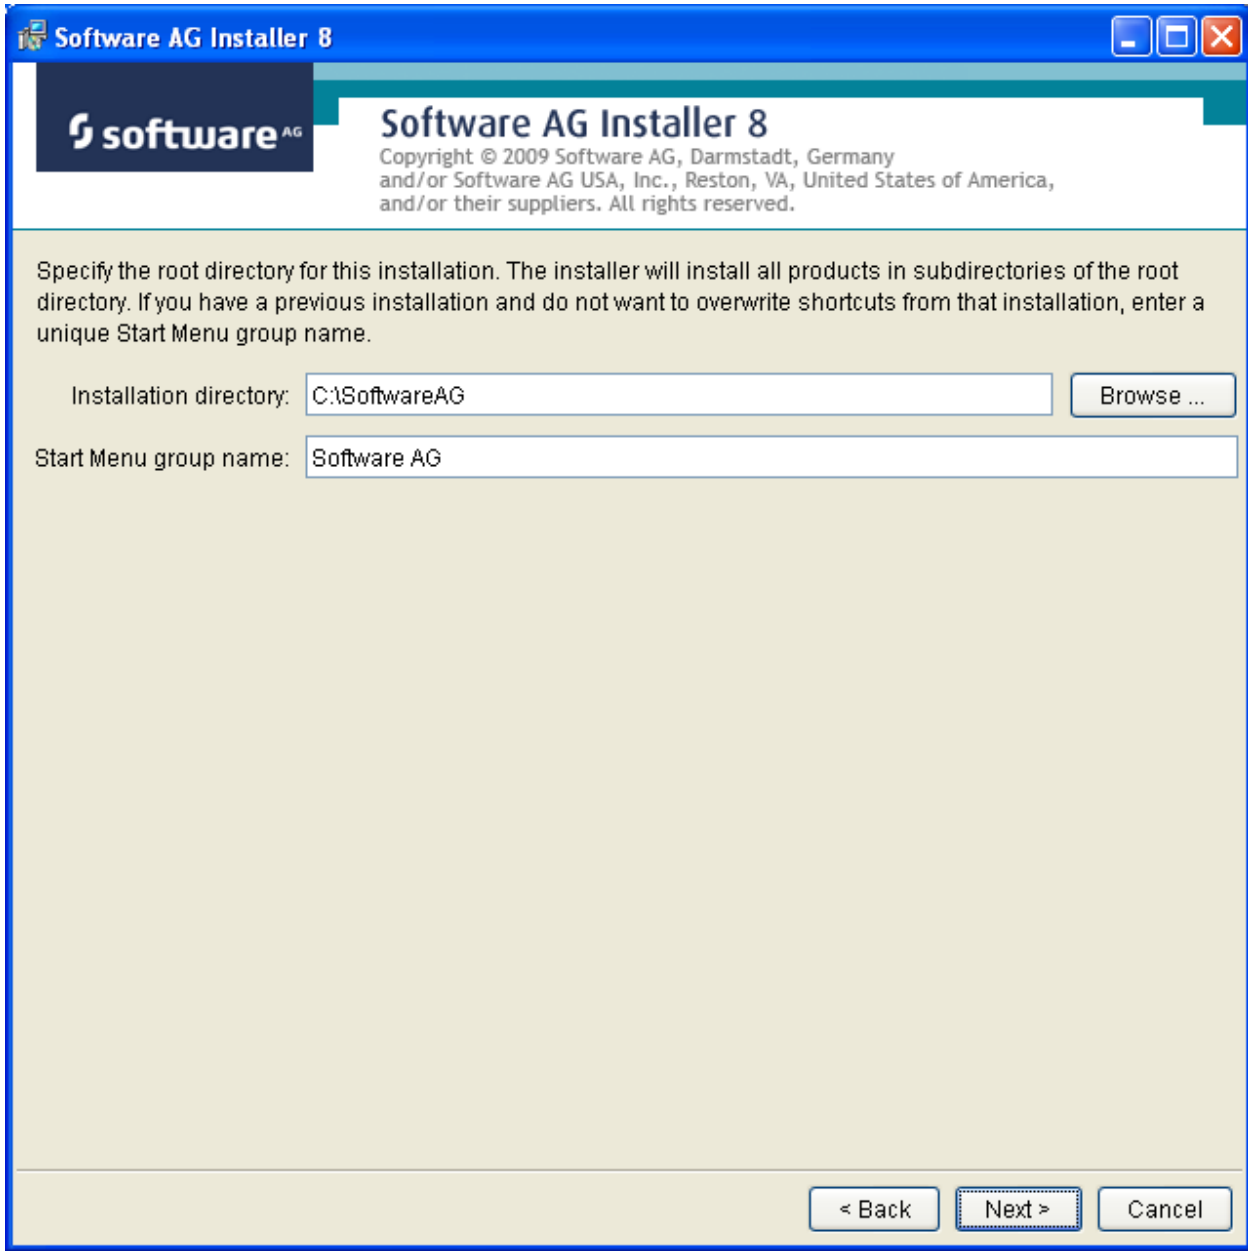 Software AG Installer 8
software AG
Software AG Installer 8
Copyright © 2009 Software AG, Darmstadt, Germany
and/or Software AG USA, Inc., Reston, VA, United States of America,
and/or their suppliers. All rights reserved.
Specify the root directory for this installation. The installer will install all products in subdirectories of the root
directory. If you have a previous installation and do not want to overwrite shortcuts from that installation, enter a
unique Start Menu group name.
Installation directory: C:\SoftwareAG Browse ...
Start Menu group name: Software AG
< Back Next > Cancel